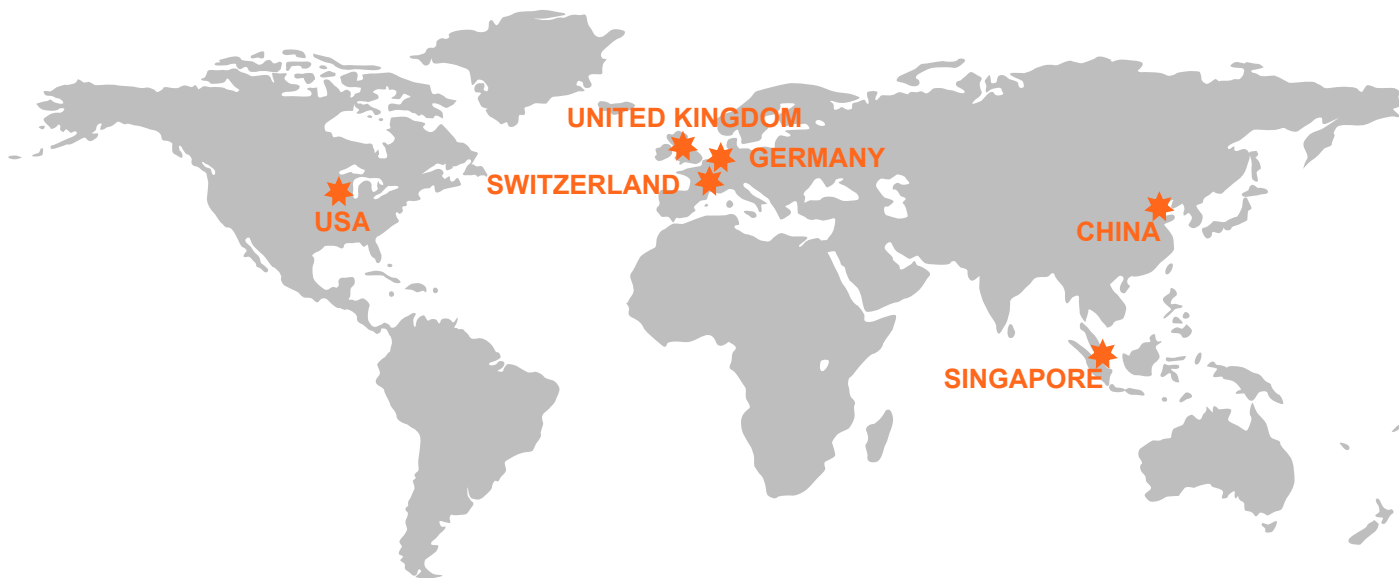 UNITED KINGDOM
GERMANY
SWITZERLAND
USA
CHINA
SINGAPORE